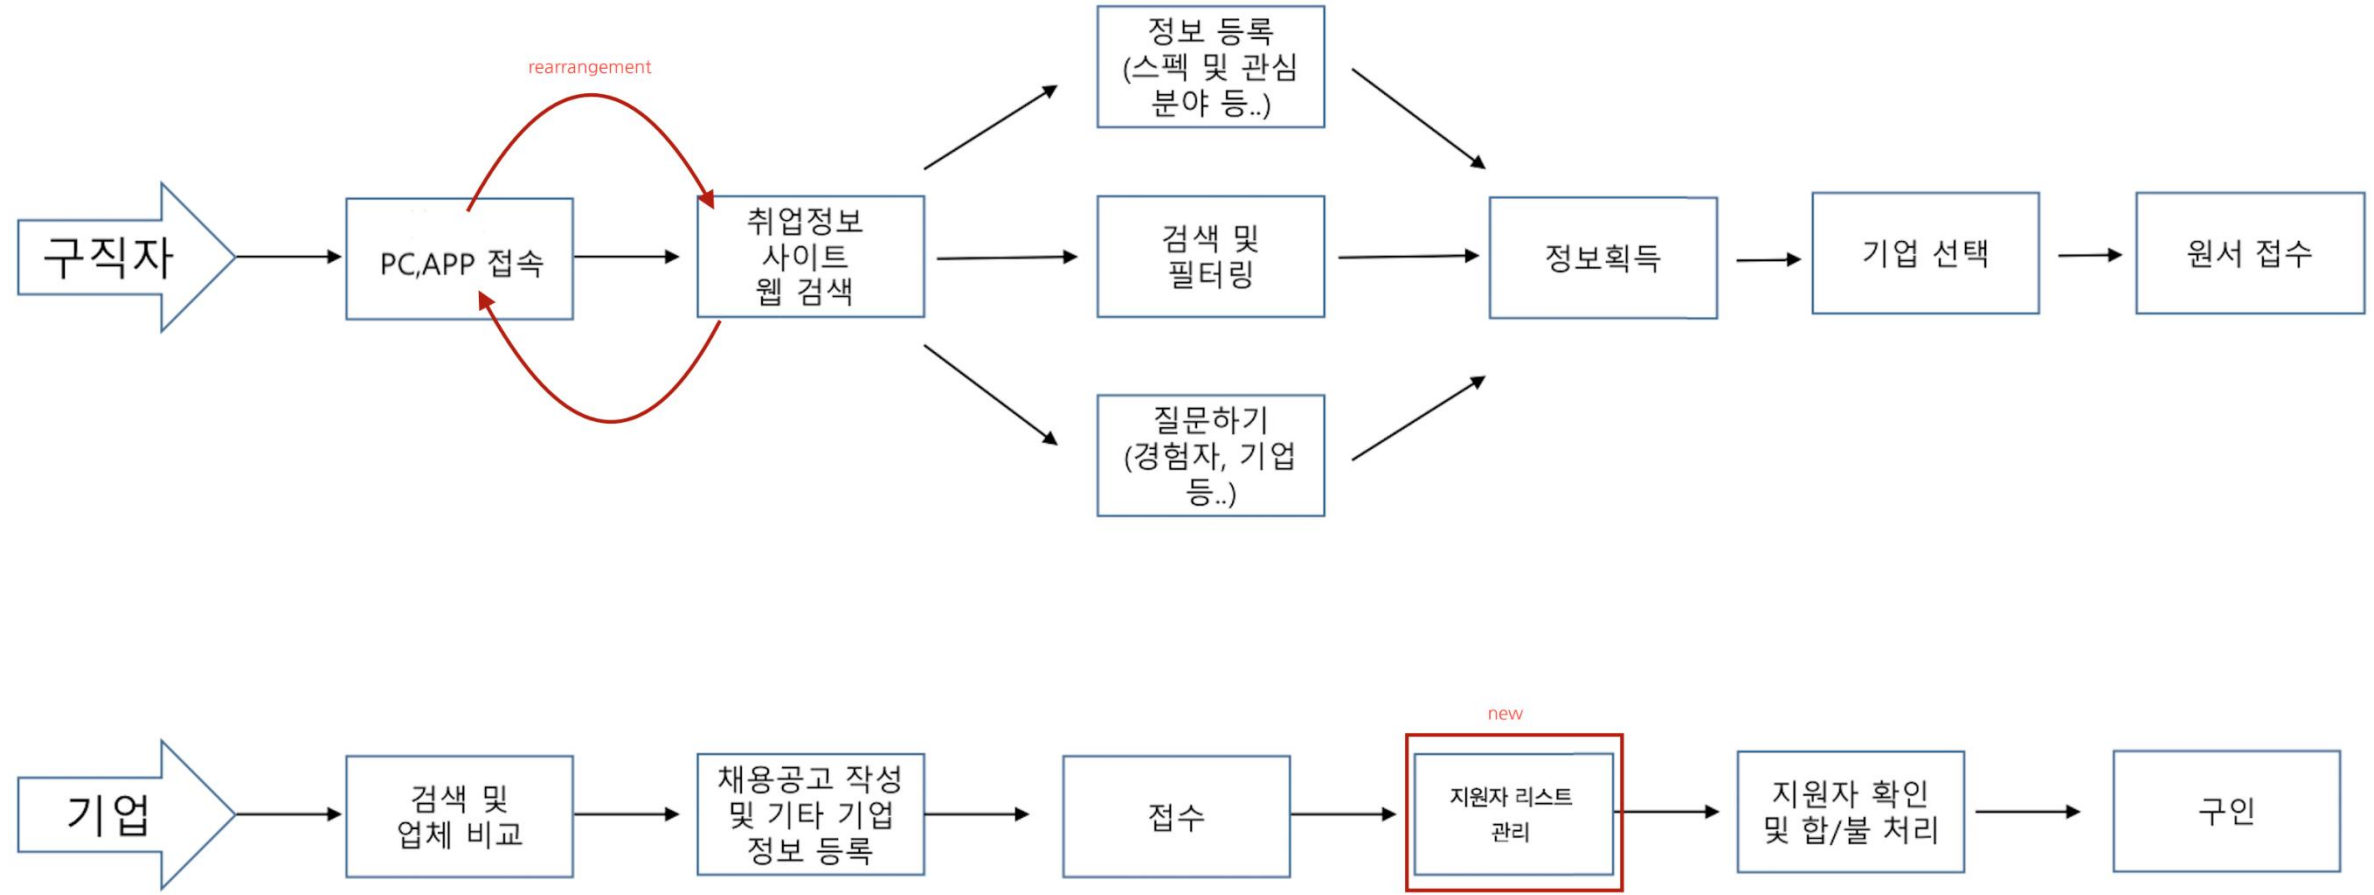 rearrangement
구직자
PC,APP 접속
취업정보
사이트
웹 검색
정보 등록
(스펙 및 관심
분야 등..)
검색 및
필터링
질문하기
(경험자, 기업
등..)
정보획득
기업 선택
원서 접수
기업
검색 및
업체 비교
채용공고 작성
및 기타 기업
정보 등록
접수
new
지원자 리스트
관리
지원자 확인
및 합/불 처리
구인